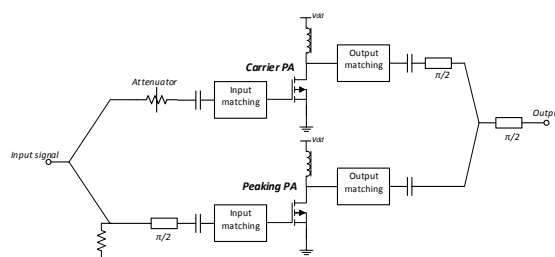 vdd
Carrier PA
Output
matching
π/2
Attenuator
Input
matching
Output
π/2
vdd
Input signal
Peaking PA
Output
matching
Input
matching
π/2